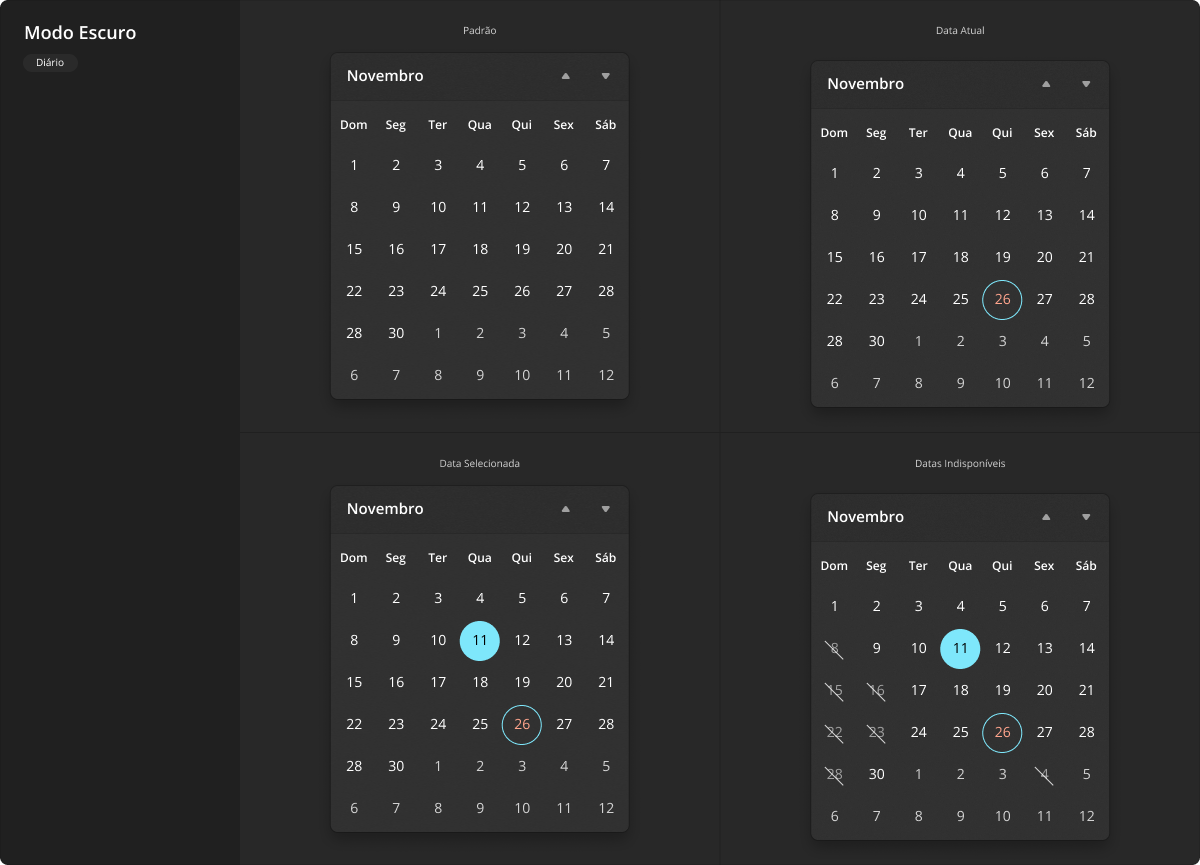 Modo Escuro
Diário
Padrão
Novembro
Dom Seg Ter Qua Qui Sex Sáb
1 2 3 4 5 6 7
8 9 10 11 12 13 14
15 16 17 18 19 20 21
22 23 24 25 26 27 28
28 30 1 2 3 4 5
6 7 8 9 10 11 12
Data Atual
Novembro
Dom Seg Ter Qua Qui Sex Sáb
1 2 3 4 5 6 7
8 9 10 11 12 13 14
15 16 17 18 19 20 21
22 23 24 25 26 27 28
28 30 1 2 3 4 5
6 7 8 9 10 11 12
Data Selecionada
Novembro
Dom Seg Ter Qua Qui Sex Sáb
1 2 3 4 5 6 7
8 9 10 11 12 13 14
15 16 17 18 19 20 21
22 23 24 25 26 27 28
28 30 1 2 3 4 5
6 7 8 9 10 11 12
Datas Indisponíveis
Novembro
Dom Seg Ter Qua Qui Sex Sáb
1 2 3 4 5 6 7
8 9 10 11 12 13 14
15 16 17 18 19 20 21
22 23 24 25 26 27 28
28 30 1 2 3 4 5
6 7 8 9 10 11 12